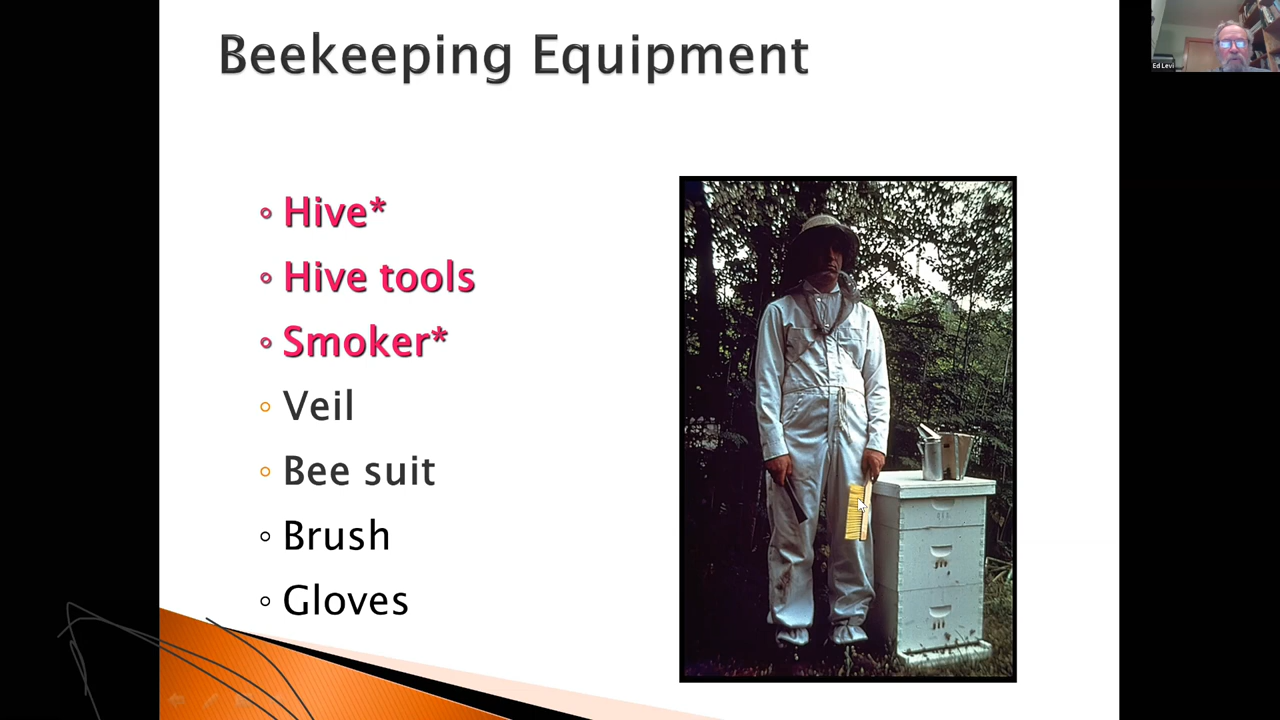 Beekeeping Equipment
Ed Levi
Hive*
Hive tools
Smoker*
Veil
Bee suit
Brush
Gloves